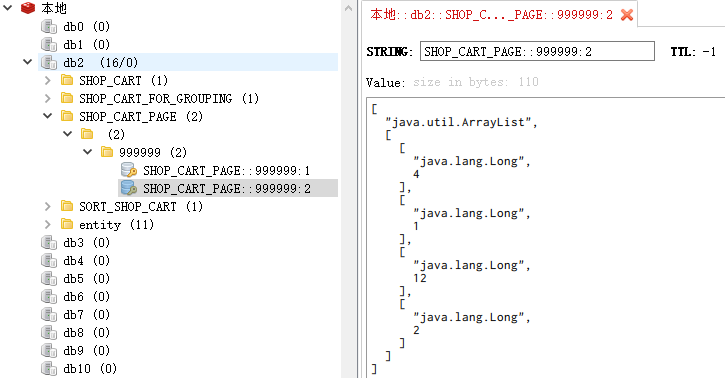 本地
db0 (0)
db1 (0)
db2 (16/0)
SHOP_CART (1)
SHOP_CART_FOR_GROUPING (1)
SHOP_CART_PAGE (2)
(2)
999999 (2)
SHOP_CART_PAGE::999999:1
SHOP_CART_PAGE::999999:2
SORT_SHOP_CART (1)
entity (11)
db3 (0)
db4 (0)
db5 (0)
db6 (0)
db7 (0)
db8 (0)
db9 (0)
db10 (0)
本地::db2::SHOP_C..._PAGE::999999:2
STRING: SHOP_CART_PAGE::999999:2 TTL: -1
Value: size in bytes: 110
[
"java.util.ArrayList",
[
[
"java.lang.Long",
4
],
[
"java.lang.Long",
1
],
[
"java.lang.Long",
12
],
[
"java.lang.Long",
2
]
]
]